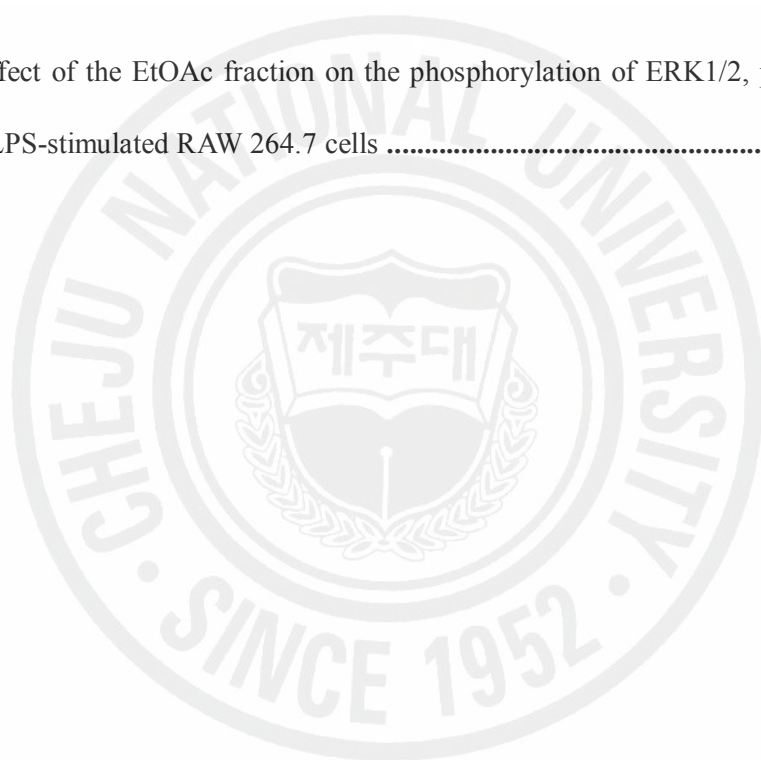 ffect of the EtOAc fraction on the phosphorylation of ERK1/2,
LPS-stimulated RAW 264.7 cells ..................................................
CHEJU NATIONAL UNIVERSITY
제주대
· SINCE 1952 ·